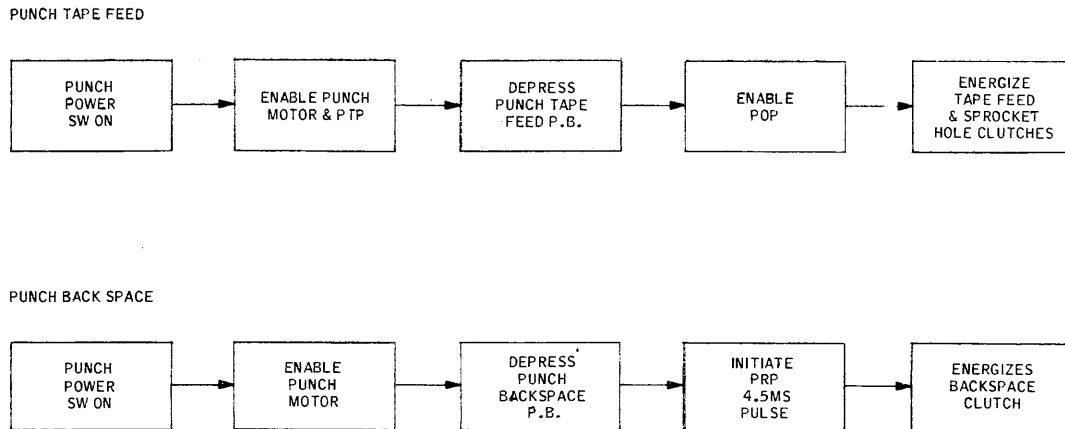 PUNCH TAPE FEED
PUNCH
POWER
SW ON
ENABLE PUNCH
MOTOR & PTP
DEPRESS
PUNCH TAPE
FEED P.B.
ENABLE
POP
ENERGIZE
TAPE FEED
& SPROCKET
HOLE CLUTCHES
PUNCH BACK SPACE
PUNCH
POWER
SW ON
ENABLE
PUNCH
MOTOR
DEPRESS
PUNCH
BACKSPACE
P.B.
INITIATE
PRP
4.5MS
PULSE
ENERGIZES
BACKSPACE
CLUTCH